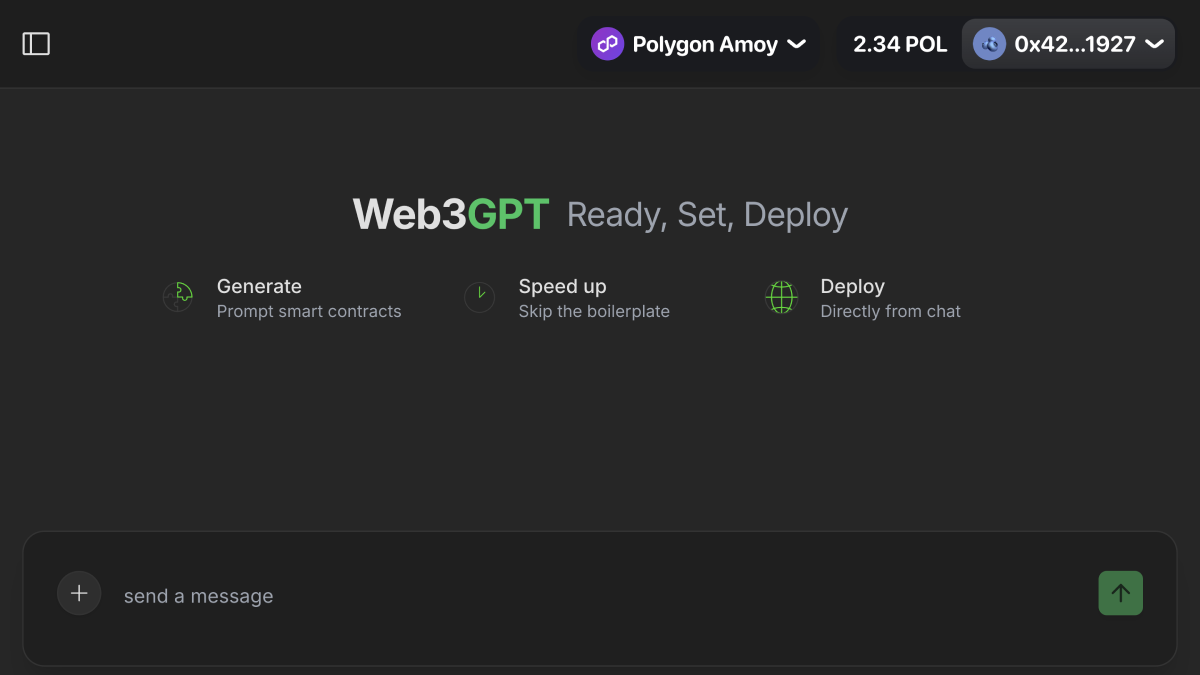 Polygon Amoy
2.34 POL
0x42...1927
Web3GPT Ready, Set, Deploy
Generate
Prompt smart contracts
Speed up
Skip the boilerplate
Deploy
Directly from chat
send a message